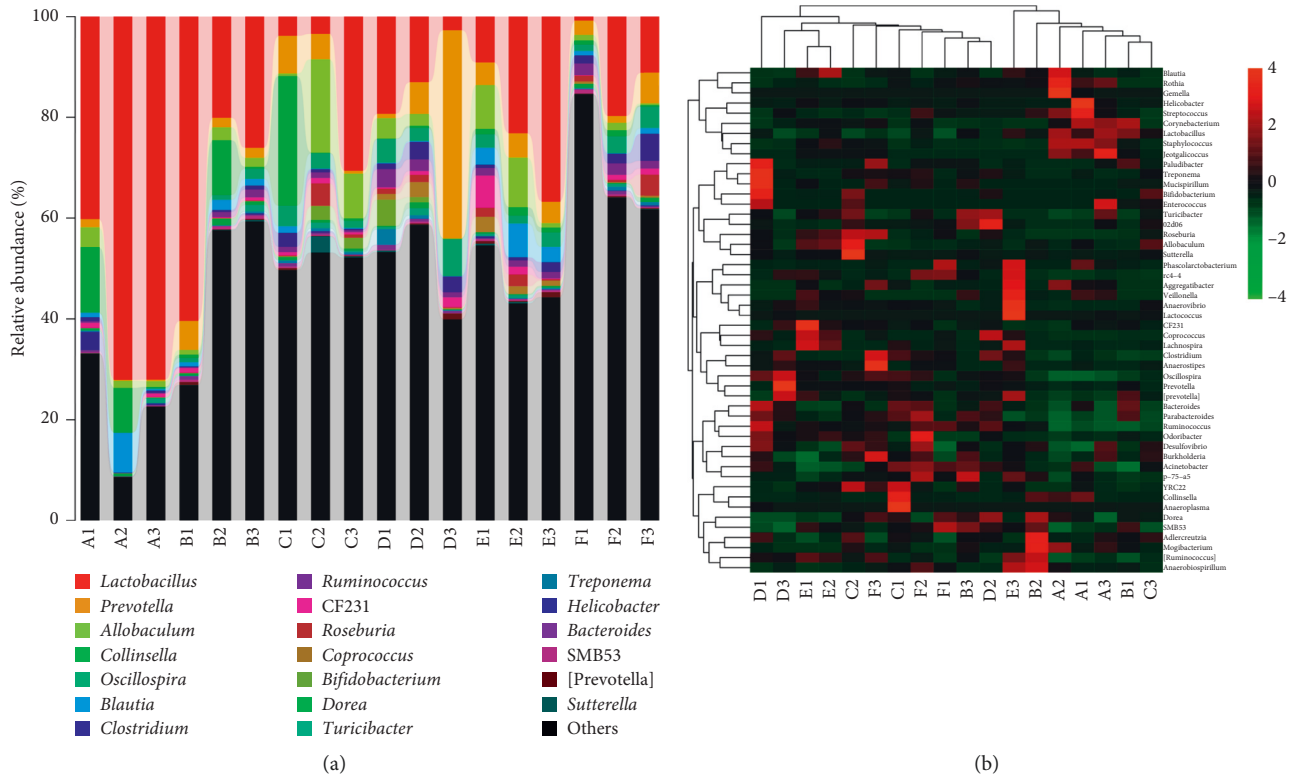 100
80
60
40
20
0
Relative abundance (%)
A1 A2 A3 B1 B2 B3 C1 C2 C3 D1 D2 D3 E1 E2 E3 F1 F2 F3
Lactobacillus
Prevotella
Allobaculum
Collinsella
Oscillospira
Blautia
Clostridium
Ruminococcus
CF231
Roseburia
Coprococcus
Bifidobacterium
Dorea
Turicibacter
Treponema
Helicobacter
Bacteroides
SMB53
[Prevotella]
Sutterella
Others
(a)
Blautia
Rothia
Gemella
Helicobacter
Streptococcus
Corynebacterium
Lactobacillus
Staphylococcus
Jeotgalicoccus
Paludibacter
Treponema
Mucispirillum
Bifidobacterium
Enterococcus
Turicibacter
02d06
Roseburia
Allobaculum
Sutterella
Phascolarctobacterium
rc4–4
Aggregatibacter
Veillonella
Anaerovibrio
Lactococcus
CF231
Coprococcus
Lachnospira
Clostridium
Anaerostipes
Oscillospira
Prevotella
[prevotella]
Bacteroides
Parabacteroides
Ruminococcus
Odoribacter
Desulfovibrio
Burkholderia
Acinetobacter
p–75–a5
YRC22
Collinsella
Anaeroplasma
Dorea
SMB53
Adlercreutzia
Mogibacterium
[Ruminococcus]
Anaerobiospirillum
D1 D3 E1 E2 C2 F3 C1 F2 F1 B3 D2 E3 B2 A2 A1 A3 B1 C3
4
2
0
−2
−4
(b)